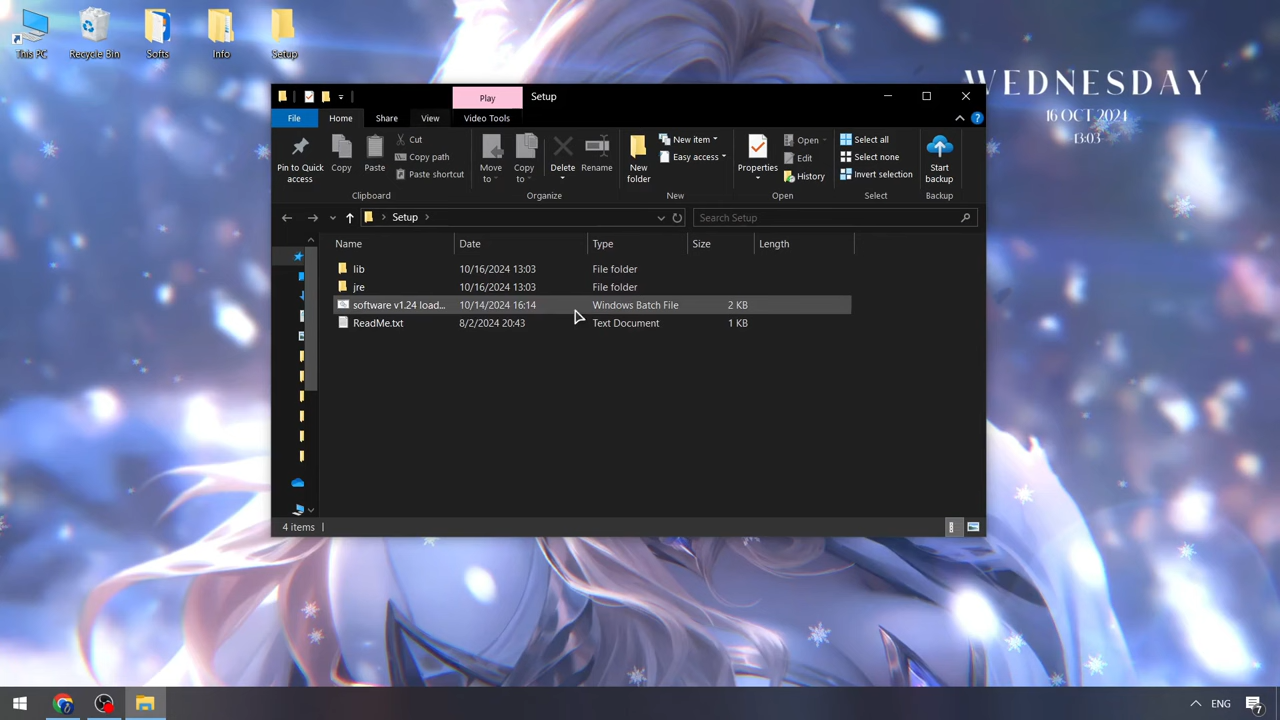 This PC
Recycle Bin
Softs
Info
Setup
WEDNESDAY
16 OCT 2024
13:03
Play
Setup
File
Home
Share
View
Video Tools
Pin to Quick access
Copy
Paste
Cut
Copy path
Paste shortcut
Move to
Copy to
Delete
Rename
New folder
New item
Easy access
Properties
Open
Edit
History
Select all
Select none
Invert selection
Start backup
Clipboard
Organize
New
Open
Select
Backup
Setup
Search Setup
Name Date Type Size Length
lib 10/16/2024 13:03 File folder
jre 10/16/2024 13:03 File folder
software v1.24 load... 10/14/2024 16:14 Windows Batch File 2 KB
ReadMe.txt 8/2/2024 20:43 Text Document 1 KB
4 items
ENG
7